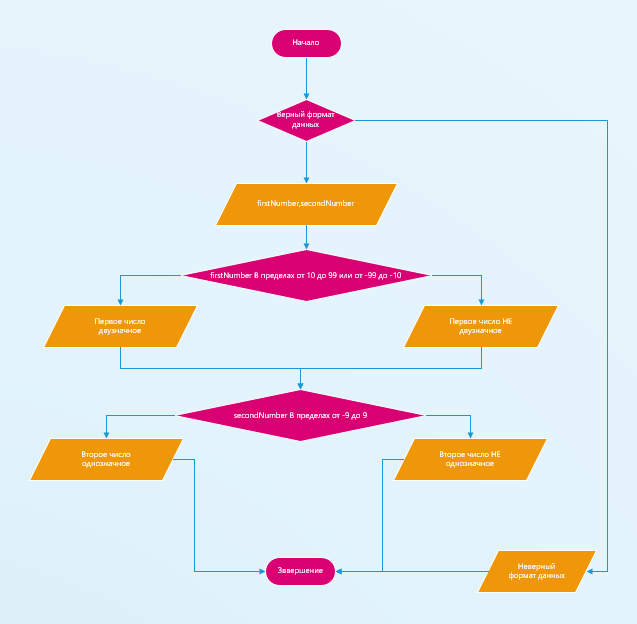 Начало
Верный формат
данных
firstNumber,secondNumber
firstNumber В пределах от 10 до 99 или от -99 до -10
Первое число
двузначное
Первое число НЕ
двузначное
secondNumber В пределах от -9 до 9
Второе число
однозначное
Второе число НЕ
однозначное
Завершение
Неверный
формат данных